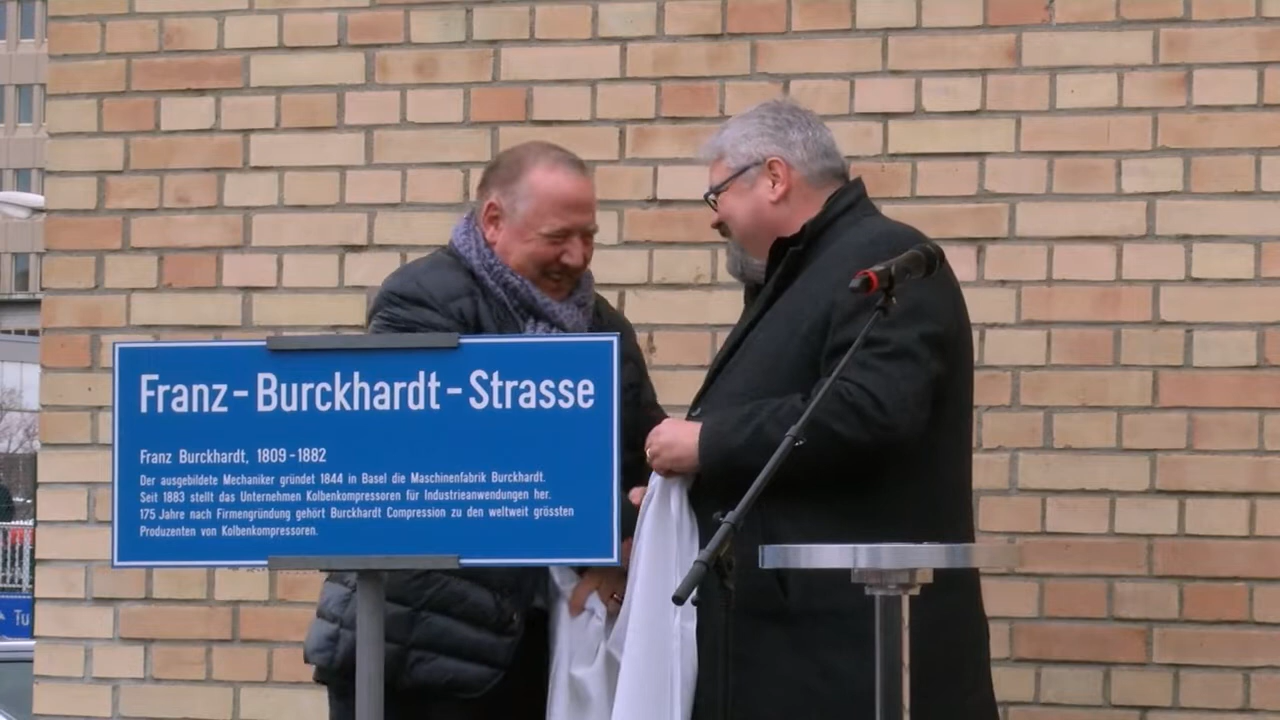 Franz-Burckhardt-Strasse
Franz Burckhardt, 1809-1882
Der ausgebildete Mechaniker gründet 1844 in Basel die Maschinenfabrik Burckhardt.
Seit 1883 stellt das Unternehmen Kolbenkompressoren für Industrieanwendungen her.
175 Jahre nach Firmengründung gehört Burckhardt Compression zu den weltweit grössten
Produzenten von Kolbenkompressoren.
Tu